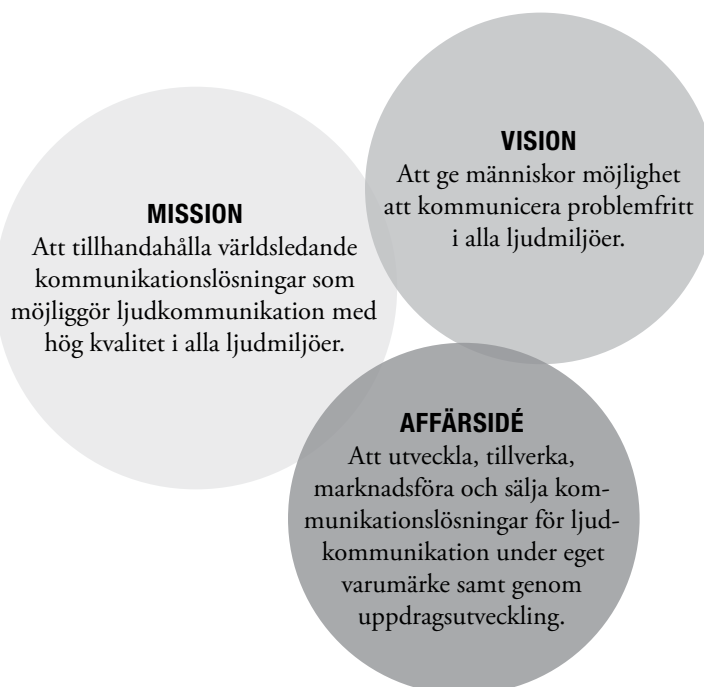 MISSION
Att tillhandahålla världsledande
kommunikationslösningar som
möjliggör ljudkommunikation med
hög kvalitet i alla ljudmiljöer.
VISION
Att ge människor möjlighet
att kommunicera problemfritt
i alla ljudmiljöer.
AFFÄRSIDÉ
Att utveckla, tillverka,
marknadsföra och sälja kom-
munikationslösningar för ljud-
kommunikation under eget
varumärke samt genom
uppdragsutveckling.